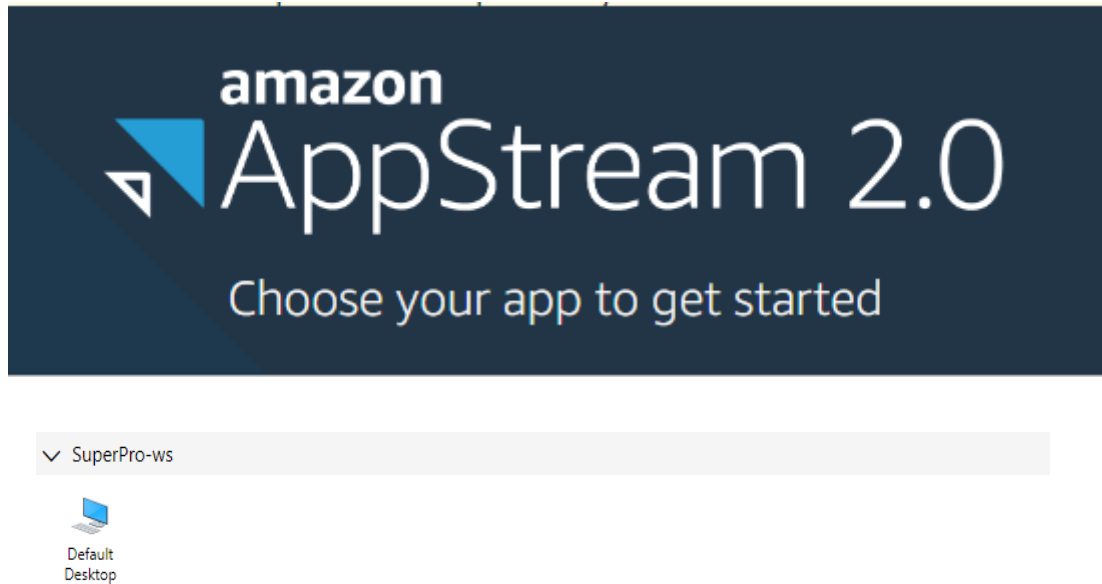 amazon
AppStream 2.0
Choose your app to get started
SuperPro-ws
Default
Desktop